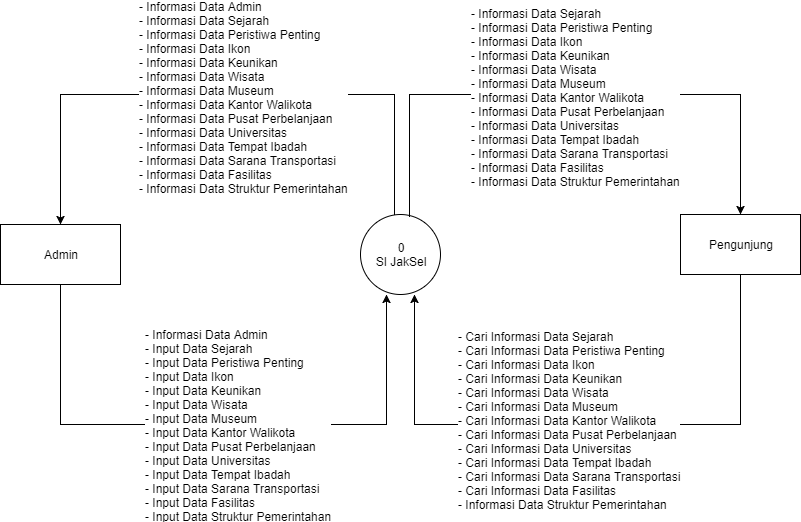 - Informasi Data Admin
- Informasi Data Sejarah
- Informasi Data Peristiwa Penting
- Informasi Data Ikon
- Informasi Data Keunikan
- Informasi Data Wisata
- Informasi Data Museum
- Informasi Data Kantor Walikota
- Informasi Data Pusat Perbelanjaan
- Informasi Data Universitas
- Informasi Data Tempat Ibadah
- Informasi Data Sarana Transportasi
- Informasi Data Fasilitas
- Informasi Data Struktur Pemerintahan
- Informasi Data Sejarah
- Informasi Data Peristiwa Penting
- Informasi Data Ikon
- Informasi Data Keunikan
- Informasi Data Wisata
- Informasi Data Museum
- Informasi Data Kantor Walikota
- Informasi Data Pusat Perbelanjaan
- Informasi Data Universitas
- Informasi Data Tempat Ibadah
- Informasi Data Sarana Transportasi
- Informasi Data Fasilitas
- Informasi Data Struktur Pemerintahan
Admin
0
SI JakSel
Pengunjung
- Informasi Data Admin
- Input Data Sejarah
- Input Data Peristiwa Penting
- Input Data Ikon
- Input Data Keunikan
- Input Data Wisata
- Input Data Museum
- Input Data Kantor Walikota
- Input Data Pusat Perbelanjaan
- Input Data Universitas
- Input Data Tempat Ibadah
- Input Data Sarana Transportasi
- Input Data Fasilitas
- Input Data Struktur Pemerintahan
- Cari Informasi Data Sejarah
- Cari Informasi Data Peristiwa Penting
- Cari Informasi Data Ikon
- Cari Informasi Data Keunikan
- Cari Informasi Data Wisata
- Cari Informasi Data Museum
- Cari Informasi Data Kantor Walikota
- Cari Informasi Data Pusat Perbelanjaan
- Cari Informasi Data Universitas
- Cari Informasi Data Tempat Ibadah
- Cari Informasi Data Sarana Transportasi
- Cari Informasi Data Fasilitas
- Informasi Data Struktur Pemerintahan